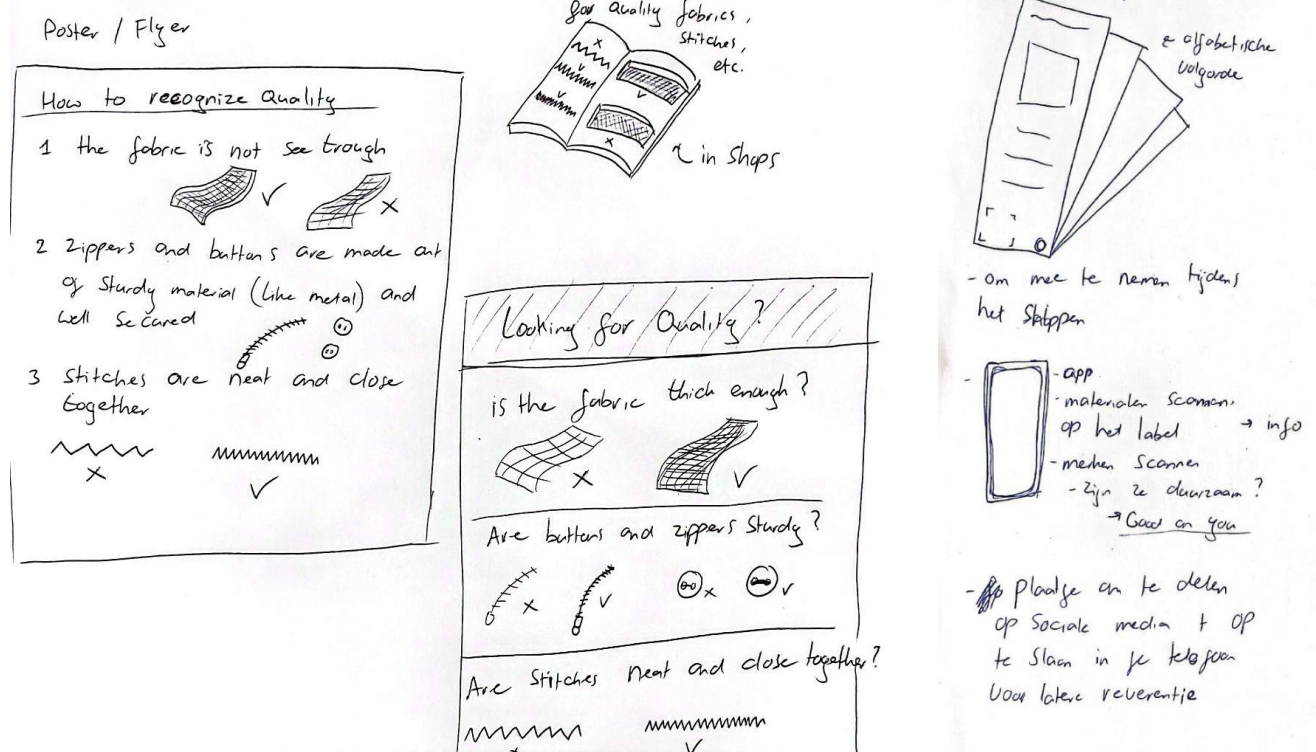 Poster / Flyer
How to recognize Quality
1 the fabric is not see trough
2 Zippers and buttons are made out
of sturdy material (like metal) and
well secured
3 Stitches are neat and close
together
for quality fabrics,
stitches,
etc.
in shops
Looking for Quality?
is the fabric thick enough?
Are buttons and zippers sturdy?
Are stitches neat and close together?
alfabetische
volgorde
- om mee te nemen tijdens
het shoppen
- app
- materialen scannen
op het label → info
- merken scannen
- zijn ze duurzaam?
→ Good on you
- plaatje om te delen
op sociale media + op
te slaan in je telefoon
voor latere reverentie